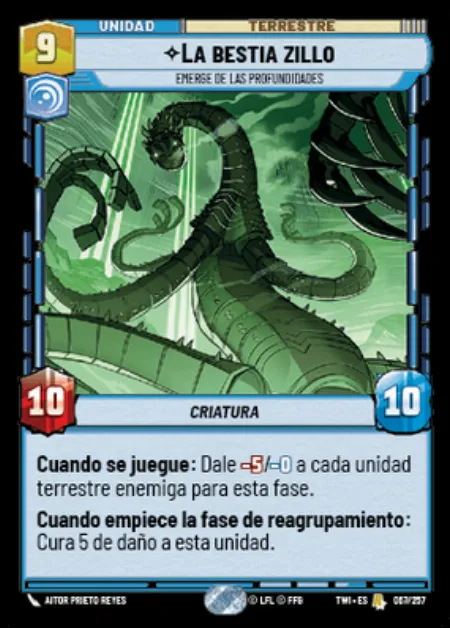 UNIDAD TERRESTRE
9
LA BESTIA ZILLO
EMERGE DE LAS PROFUNDIDADES
10 CRIATURA 10
Cuando se juegue: Dale -5/-0 a cada unidad
terrestre enemiga para esta fase.
Cuando empiece la fase de reagrupamiento:
Cura 5 de daño a esta unidad.
AITOR PRIETO REYES © LFL © FFG TWI • ES 067/257